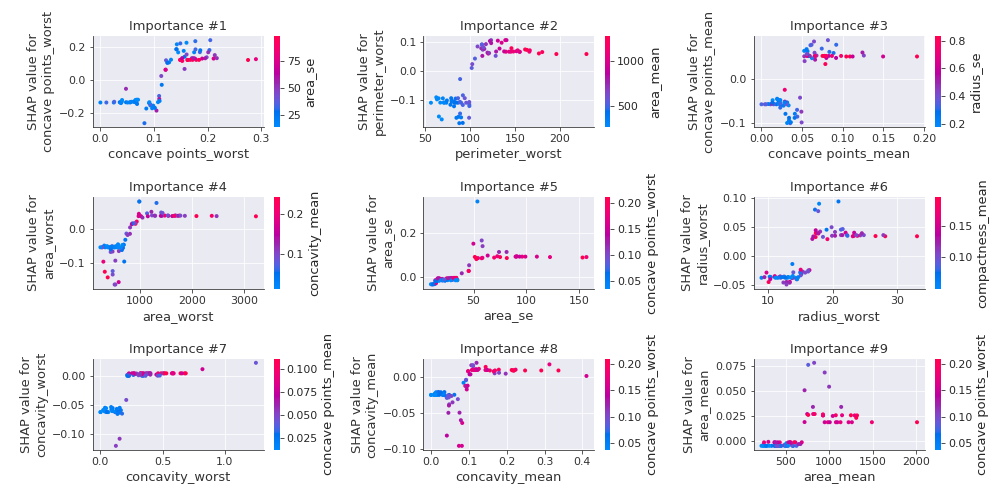 Importance #1
SHAP value for
concave points_worst
0.2
0.0
−0.2
0.0
0.1
0.2
0.3
concave points_worst
75
50
25
area_se
Importance #2
SHAP value for
perimeter_worst
0.1
0.0
−0.1
50
100
150
200
perimeter_worst
1000
500
area_mean
Importance #3
SHAP value for
concave points_mean
0.0
−0.1
0.00
0.05
0.10
0.15
0.20
concave points_mean
0.8
0.6
0.4
0.2
radius_se
Importance #4
SHAP value for
area_worst
0.0
−0.1
1000
2000
3000
area_worst
0.2
0.1
concavity_mean
Importance #5
SHAP value for
area_se
0.2
0.0
50
100
150
area_se
0.20
0.15
0.10
0.05
concave points_worst
Importance #6
SHAP value for
radius_worst
0.10
0.05
0.00
−0.05
10
20
30
radius_worst
0.15
0.10
compactness_mean
Importance #7
SHAP value for
concavity_worst
0.00
−0.05
−0.10
0.0
0.5
1.0
concavity_worst
0.100
0.075
0.050
0.025
concave points_mean
Importance #8
SHAP value for
concavity_mean
0.00
−0.05
−0.10
0.0
0.1
0.2
0.3
0.4
concavity_mean
0.20
0.15
0.10
0.05
concave points_worst
Importance #9
SHAP value for
area_mean
0.075
0.050
0.025
0.000
500
1000
1500
2000
area_mean
0.20
0.15
0.10
0.05
concave points_worst